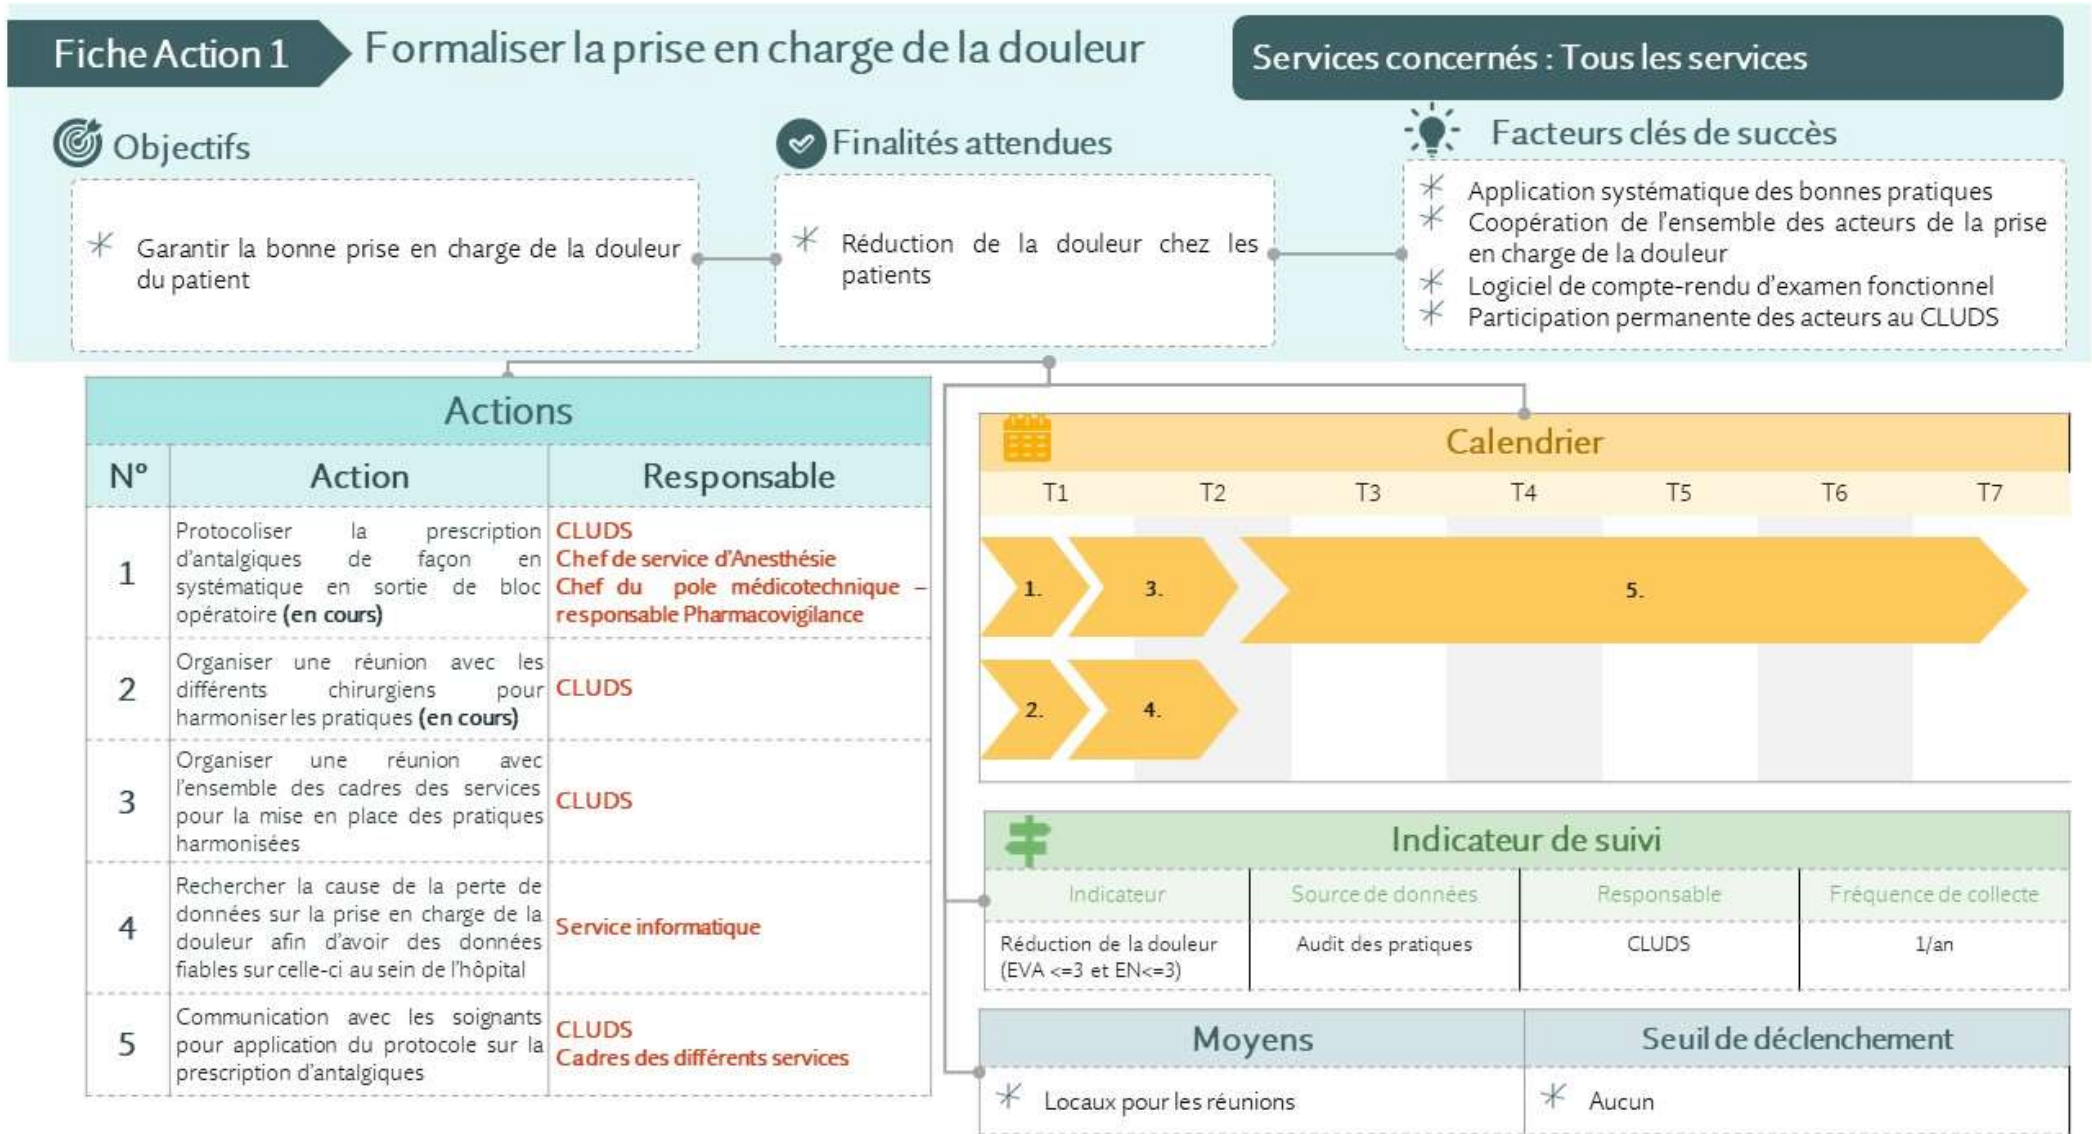 Fiche Action 1
Formaliser la prise en charge de la douleur
Services concernés : Tous les services
Objectifs
Garantir la bonne prise en charge de la douleur
du patient
Finalités attendues
Réduction de la douleur chez les
patients
Facteurs clés de succès
Application systématique des bonnes pratiques
Coopération de l'ensemble des acteurs de la prise
en charge de la douleur
Logiciel de compte-rendu d'examen fonctionnel
Participation permanente des acteurs au CLUDS
Actions
N° Action Responsable
1
Protocoliser la prescription
d'antalgiques de façon en
systématique en sortie de bloc
opératoire (en cours)
CLUDS
Chef de service d'Anesthésie
Chef du pole médicotechnique –
responsable Pharmacovigilance
2
Organiser une réunion avec les
différents chirurgiens pour
harmoniser les pratiques (en cours)
CLUDS
3
Organiser une réunion avec
l'ensemble des cadres des services
pour la mise en place des pratiques
harmonisées
CLUDS
4
Rechercher la cause de la perte de
données sur la prise en charge de la
douleur afin d'avoir des données
fiables sur celle-ci au sein de l'hôpital
Service informatique
5
Communication avec les soignants
pour application du protocole sur la
prescription d'antalgiques
CLUDS
Cadres des différents services
Calendrier
T1 T2 T3 T4 T5 T6 T7
1. 3. 5.
2. 4.
Indicateur de suivi
Indicateur Source de données Responsable Fréquence de collecte
Réduction de la douleur
(EVA <=3 et EN<=3)
Audit des pratiques
CLUDS
1/an
Moyens
Seuil de déclenchement
Locaux pour les réunions
Aucun